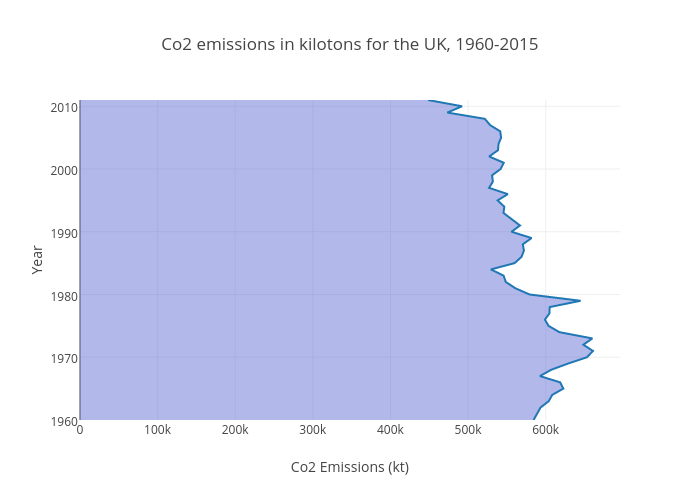 Co2 emissions in kilotons for the UK, 1960-2015
2010
2000
1990
Year
1980
1970
1960
0 100k 200k 300k 400k 500k 600k
Co2 Emissions (kt)